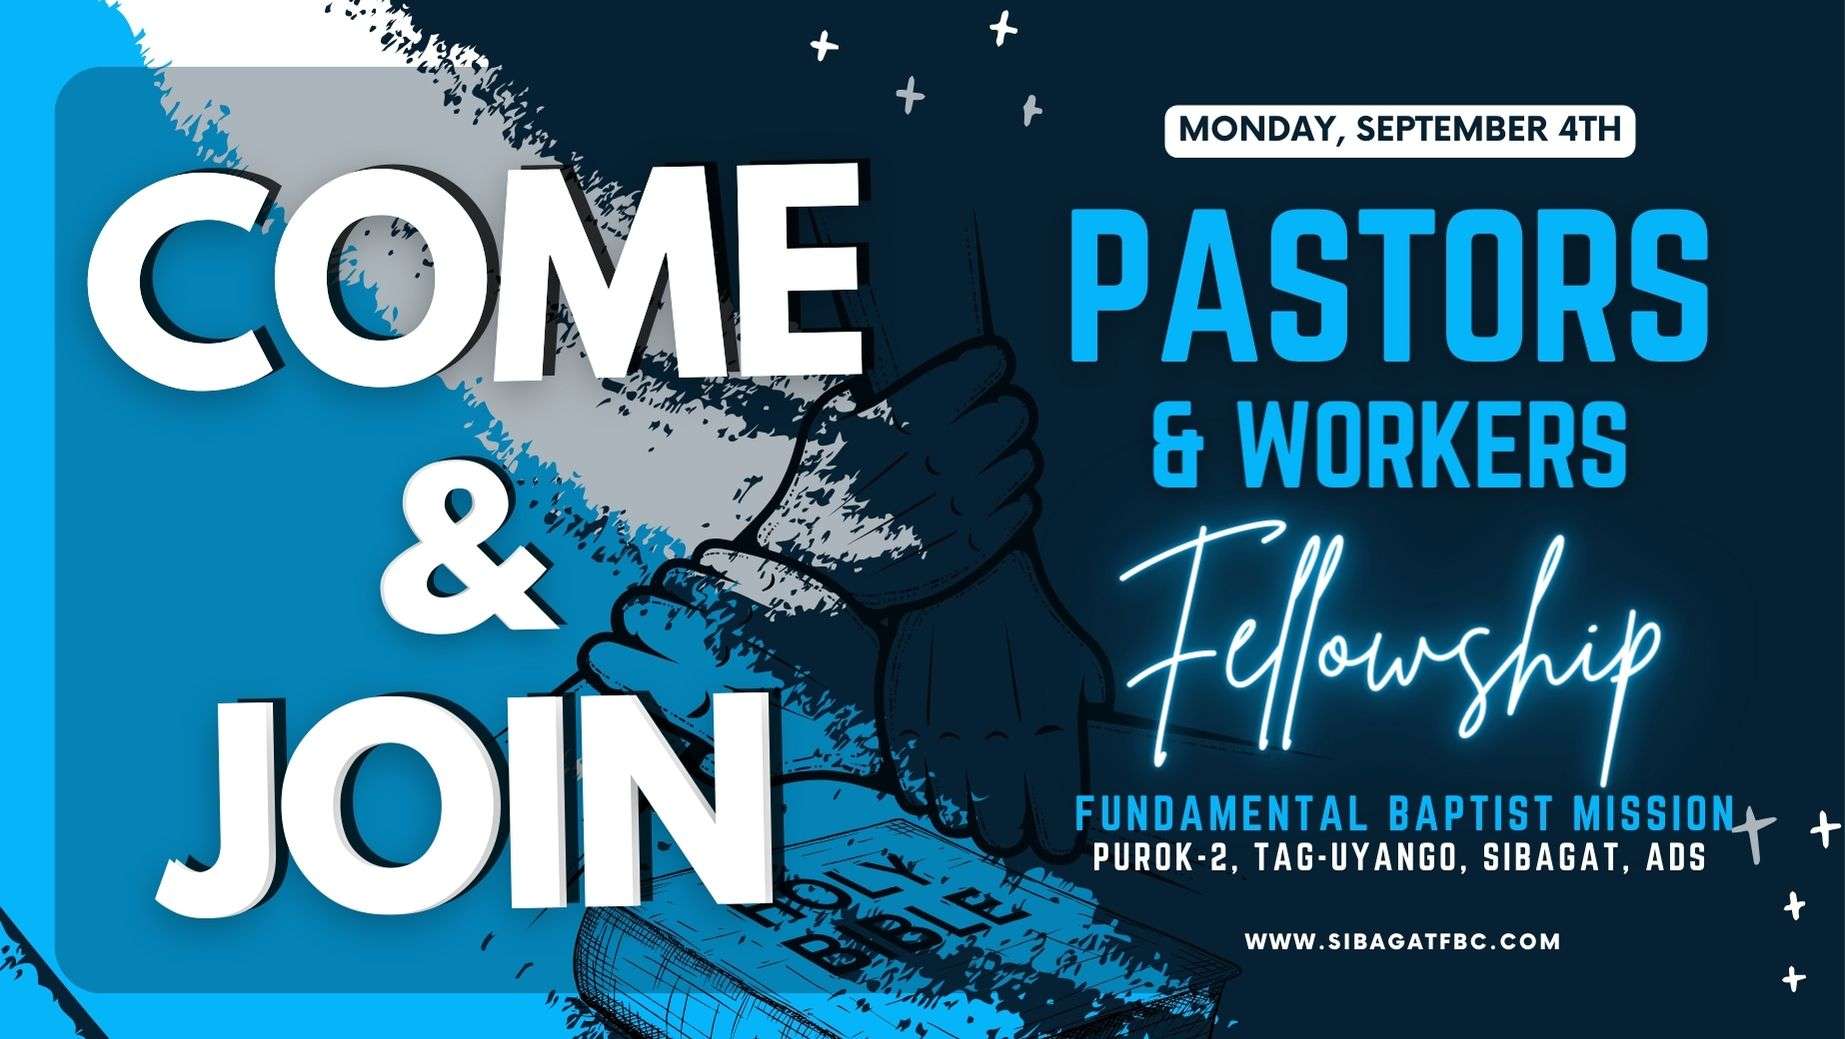 COME
&
JOIN
MONDAY, SEPTEMBER 4TH
PASTORS
& WORKERS
Fellowship
FUNDAMENTAL BAPTIST MISSION
PUROK-2, TAG-UYANGO, SIBAGAT, ADS
WWW.SIBAGATFBC.COM
HOLY
BIBLE